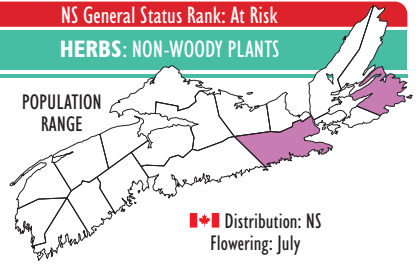 NS General Status Rank: At Risk
HERBS: NON-WOODY PLANTS
POPULATION
RANGE
Distribution: NS
Flowering: July